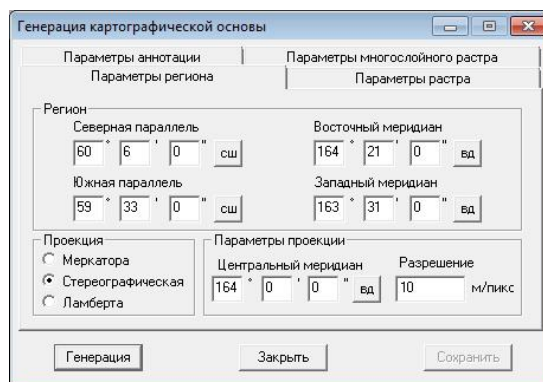 Генерация картографической основы
Параметры аннотации Параметры многослойного растра
Параметры региона Параметры растра
Регион
Северная параллель Восточный меридиан
60 ° 6 ' 0 " сш 164 ° 21 ' 0 " вд
Южная параллель Западный меридиан
59 ° 33 ' 0 " сш 163 ° 31 ' 0 " вд
Проекция Параметры проекции
Меркатора
Центральный меридиан Разрешение
Стереографическая
164 ° 0 ' 0 " вд 10 м/пикс
Ламберта
Генерация Закрыть Сохранить